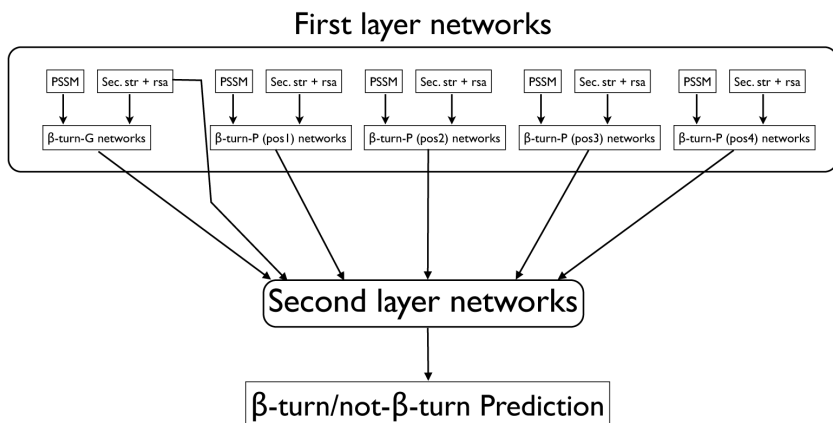 First layer networks
PSSM Sec. str + rsa PSSM Sec. str + rsa PSSM Sec. str + rsa PSSM Sec. str + rsa PSSM Sec. str + rsa
β-turn-G networks β-turn-P (pos1) networks β-turn-P (pos2) networks β-turn-P (pos3) networks β-turn-P (pos4) networks
Second layer networks
β-turn/not-β-turn Prediction